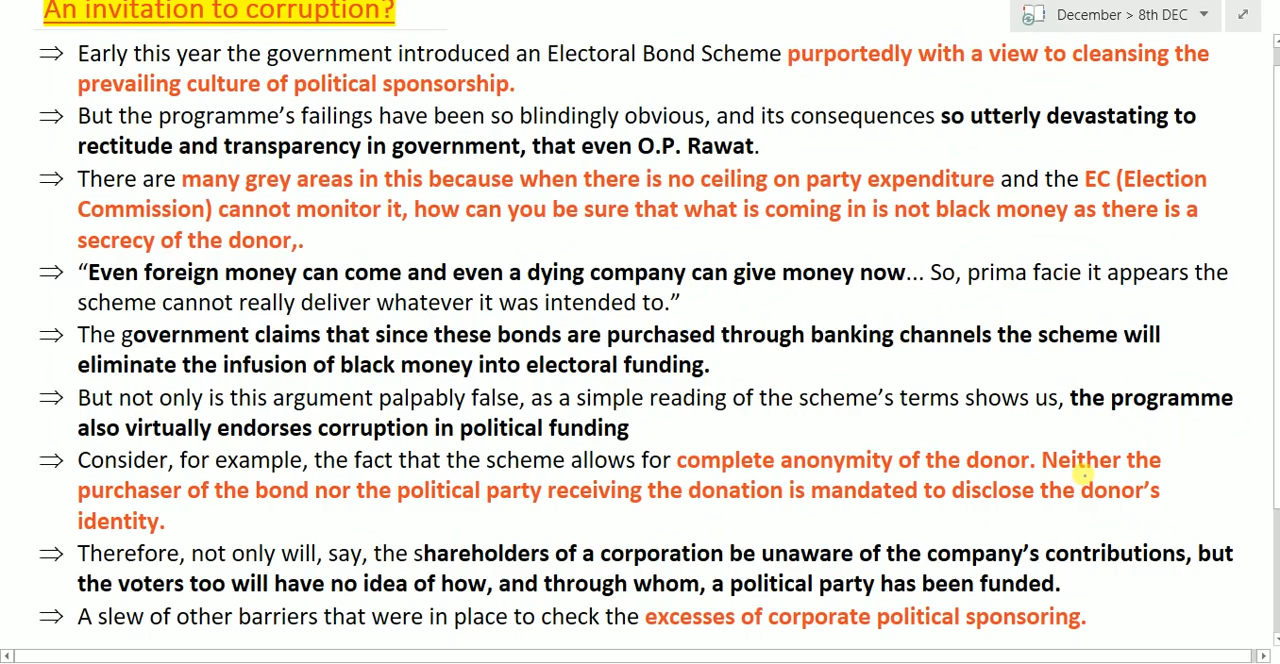 An invitation to corruption?
December > 8th DEC
⇒ Early this year the government introduced an Electoral Bond Scheme purportedly with a view to cleansing the
prevailing culture of political sponsorship.
⇒ But the programme’s failings have been so blindingly obvious, and its consequences so utterly devastating to
rectitude and transparency in government, that even O.P. Rawat.
⇒ There are many grey areas in this because when there is no ceiling on party expenditure and the EC (Election
Commission) cannot monitor it, how can you be sure that what is coming in is not black money as there is a
secrecy of the donor,.
⇒ “Even foreign money can come and even a dying company can give money now... So, prima facie it appears the
scheme cannot really deliver whatever it was intended to.”
⇒ The government claims that since these bonds are purchased through banking channels the scheme will
eliminate the infusion of black money into electoral funding.
⇒ But not only is this argument palpably false, as a simple reading of the scheme’s terms shows us, the programme
also virtually endorses corruption in political funding
⇒ Consider, for example, the fact that the scheme allows for complete anonymity of the donor. Neither the
purchaser of the bond nor the political party receiving the donation is mandated to disclose the donor’s
identity.
⇒ Therefore, not only will, say, the shareholders of a corporation be unaware of the company’s contributions, but
the voters too will have no idea of how, and through whom, a political party has been funded.
⇒ A slew of other barriers that were in place to check the excesses of corporate political sponsoring.